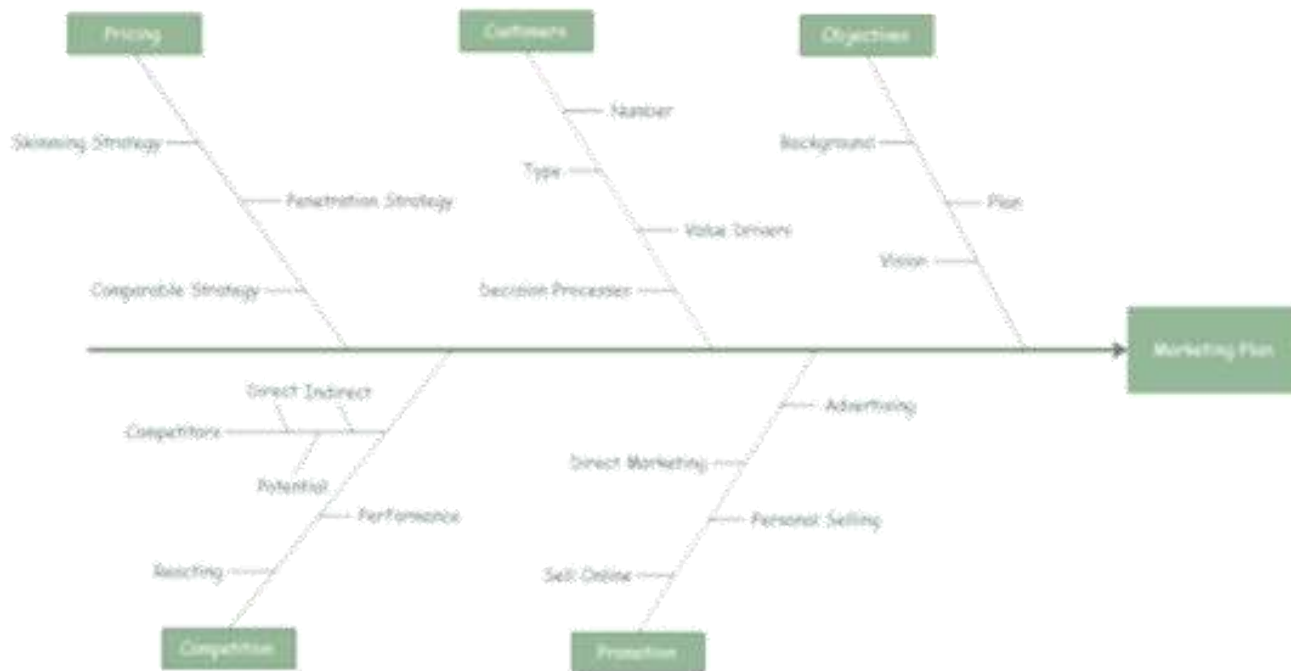 Pricing
Customers
Objectives
Number
Skimming Strategy
Type
Background
Penetration Strategy
Plan
Value Drivers
Vision
Comparable Strategy
Decision Processes
Marketing Plan
Direct Indirect
Advertising
Competitors
Direct Marketing
Potential
Performance
Personal Selling
Reacting
Sell Online
Competition
Promotion